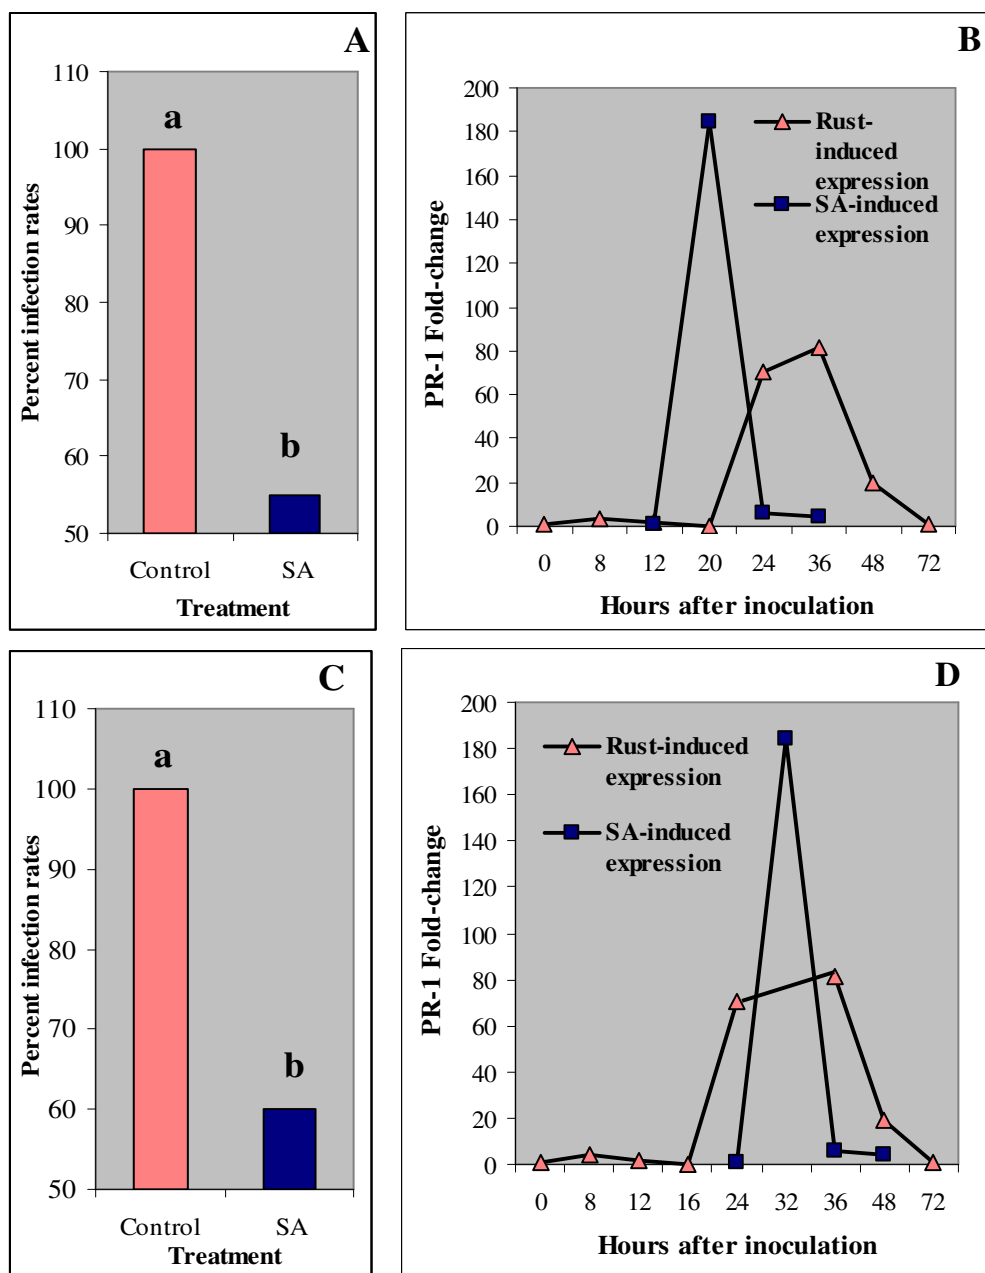 A
110
100
90
80
70
60
50
a
b
Control SA
Treatment
Percent infection rates
B
200
180
160
140
120
100
80
60
40
20
0
Rust-
induced
expression
SA-induced
expression
PR-1 Fold-change
0 8 12 20 24 36 48 72
Hours after inoculation
C
110
100
90
80
70
60
50
a
b
Control SA
Treatment
Percent infection rates
D
200
180
160
140
120
100
80
60
40
20
0
Rust-induced
expression
SA-induced
expression
PR-1 Fold-change
0 8 12 16 24 32 36 48 72
Hours after inoculation